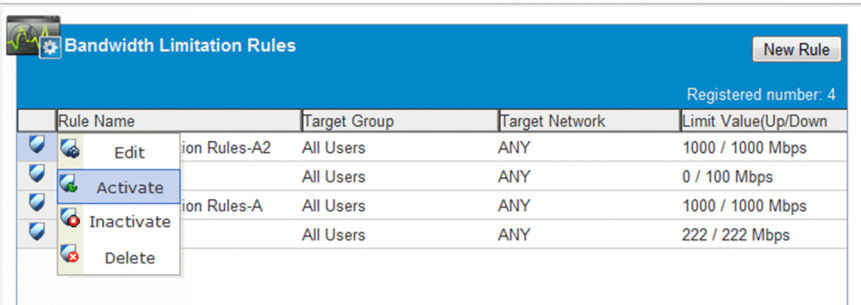 Bandwidth Limitation Rules
New Rule
Registered number: 4
Rule Name Target Group Target Network Limit Value(Up/Down
Edit ion Rules-A2 All Users ANY 1000 / 1000 Mbps
Activate All Users ANY 0 / 100 Mbps
Inactivate ion Rules-A All Users ANY 1000 / 1000 Mbps
Delete All Users ANY 222 / 222 Mbps